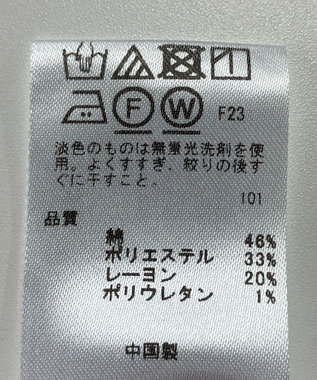 F W F23
淡色のものは無蛍光洗剤を使
用。よくすすぎ、絞りの後す
ぐに干すこと。
101
品質
綿 46%
ポリエステル 33%
レーヨン 20%
ポリウレタン 1%
中国製